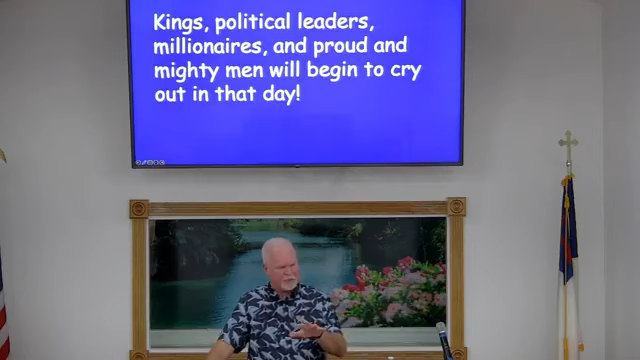 Kings, political leaders,
millionaires, and proud and
mighty men will begin to cry
out in that day!